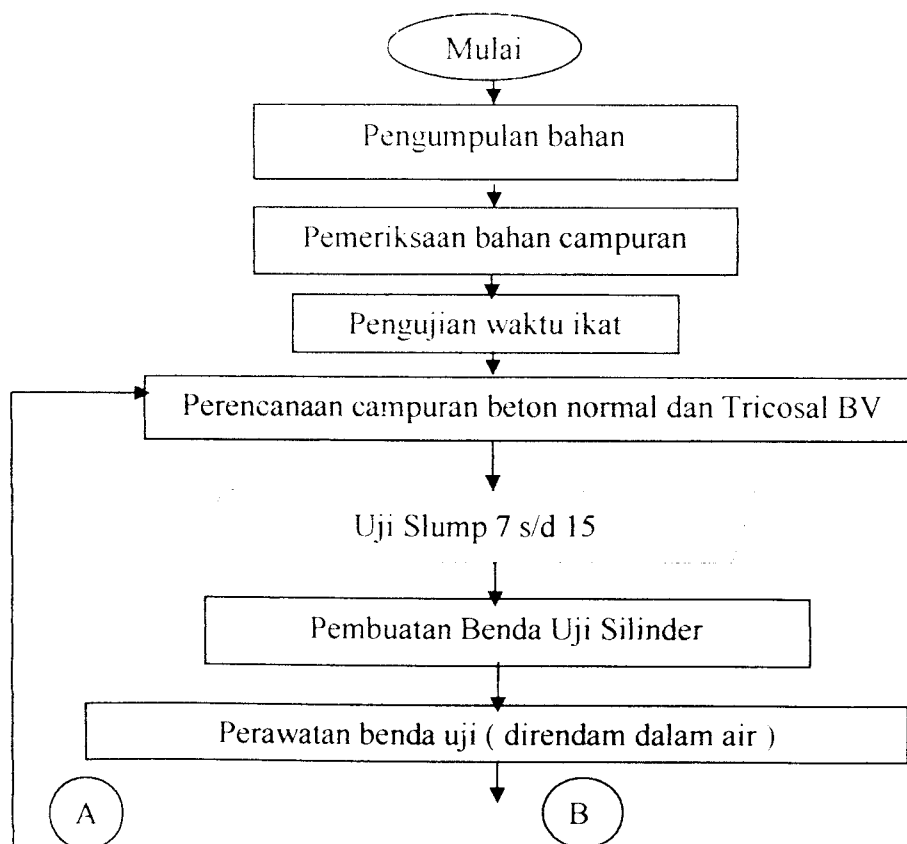 Mulai
Pengumpulan bahan
Pemeriksaan bahan campuran
Pengujian waktu ikat
Perencanaan campuran beton normal dan Tricosal BV
Uji Slump 7 s/d 15
Pembuatan Benda Uji Silinder
Perawatan benda uji ( direndam dalam air )
A
B